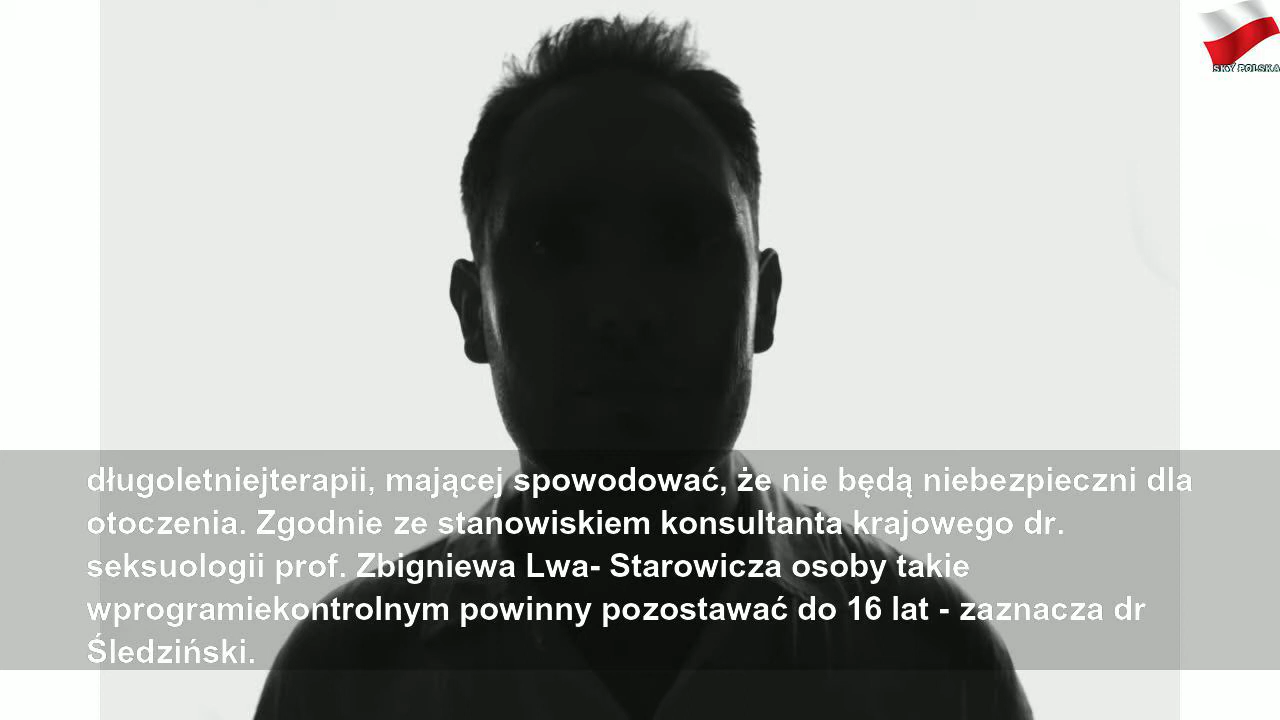 SKY POLSKA
długoletniejterapii, mającej spowodować, że nie będą niebezpieczni dla
otoczenia. Zgodnie ze stanowiskiem konsultanta krajowego dr.
seksuologii prof. Zbigniewa Lwa- Starowicza osoby takie
wprogramiekontrolnym powinny pozostawać do 16 lat - zaznacza dr
Śledziński.